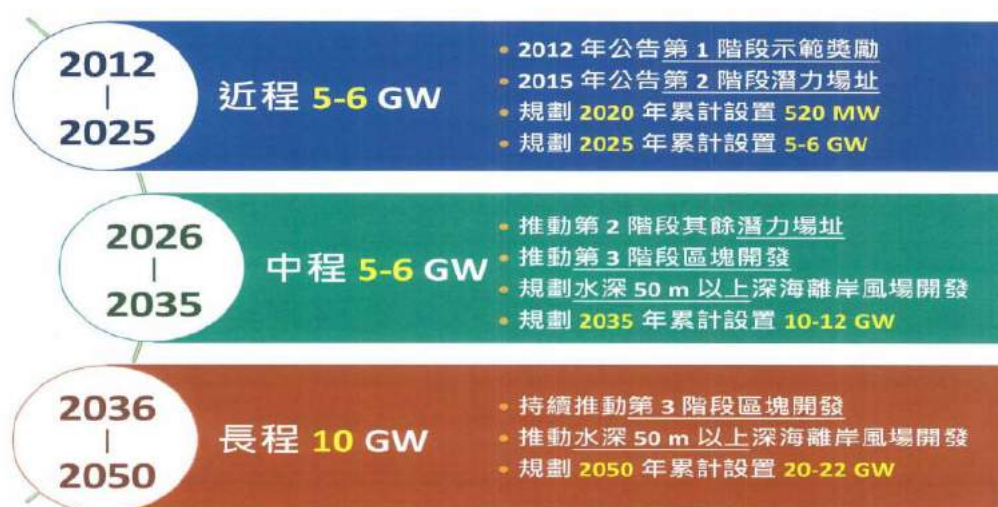 2012
|
2025
近程 5-6 GW
• 2012 年公告第 1 階段示範獎勵
• 2015 年公告第 2 階段潛力場址
• 規劃 2020 年累計設置 520 MW
• 規劃 2025 年累計設置 5-6 GW
2026
|
2035
中程 5-6 GW
• 推動第 2 階段其餘潛力場址
• 推動第 3 階段區塊開發
• 規劃水深 50 m 以上深海離岸風場開發
• 規劃 2035 年累計設置 10-12 GW
2036
|
2050
長程 10 GW
• 持續推動第 3 階段區塊開發
• 推動水深 50 m 以上深海離岸風場開發
• 規劃 2050 年累計設置 20-22 GW